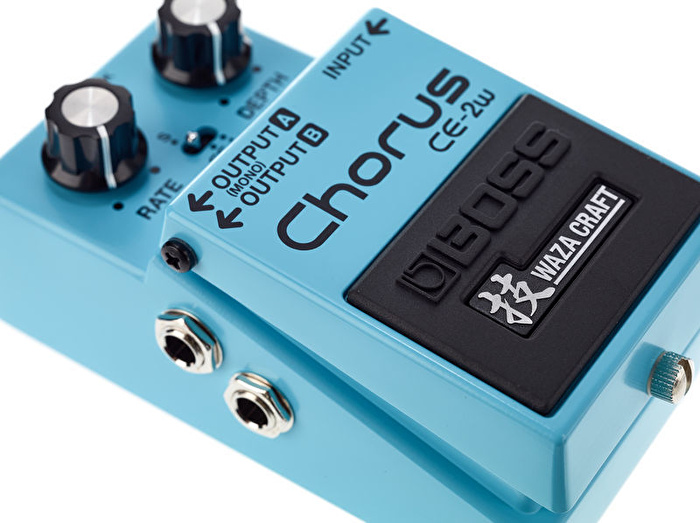 DEPTH
S
RATE
INPUT
OUTPUT A
(MONO)
OUTPUT B
Chorus
CE-2w
BOSS
技 WAZA CRAFT